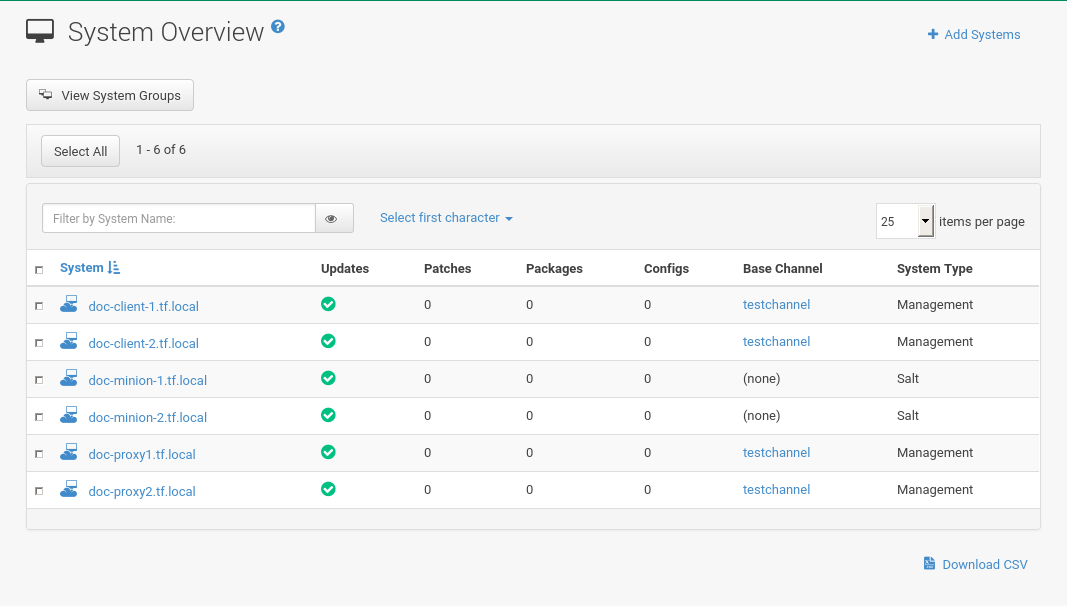 System Overview ?
+ Add Systems
View System Groups
Select All 1 - 6 of 6
Filter by System Name: Select first character 25 items per page
System Updates Patches Packages Configs Base Channel System Type
doc-client-1.tf.local 0 0 0 testchannel Management
doc-client-2.tf.local 0 0 0 testchannel Management
doc-minion-1.tf.local 0 0 0 (none) Salt
doc-minion-2.tf.local 0 0 0 (none) Salt
doc-proxy1.tf.local 0 0 0 testchannel Management
doc-proxy2.tf.local 0 0 0 testchannel Management
Download CSV